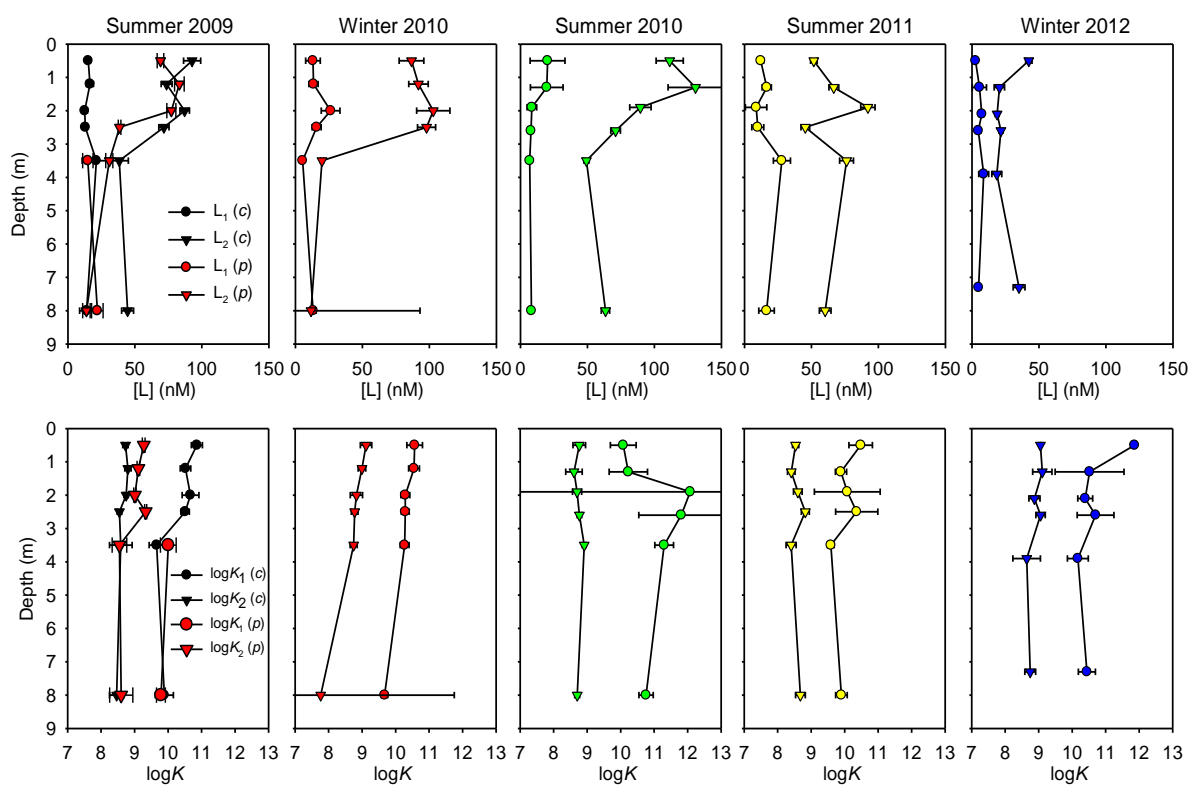 Summer 2009 Winter 2010 Summer 2010 Summer 2011 Winter 2012
0
1
2
3
4
5
6
7
8
9
Depth (m)
L1 (c)
L2 (c)
L1 (p)
L2 (p)
0 50 100 150 0 50 100 150 0 50 100 150 0 50 100 150 0 50 100 150
[L] (nM) [L] (nM) [L] (nM) [L] (nM) [L] (nM)
0
1
2
3
4
5
6
7
8
9
Depth (m)
logK1 (c)
logK2 (c)
logK1 (p)
logK2 (p)
7 8 9 10 11 12 13 7 8 9 10 11 12 13 7 8 9 10 11 12 13 7 8 9 10 11 12 13 7 8 9 10 11 12 13
logK logK logK logK logK